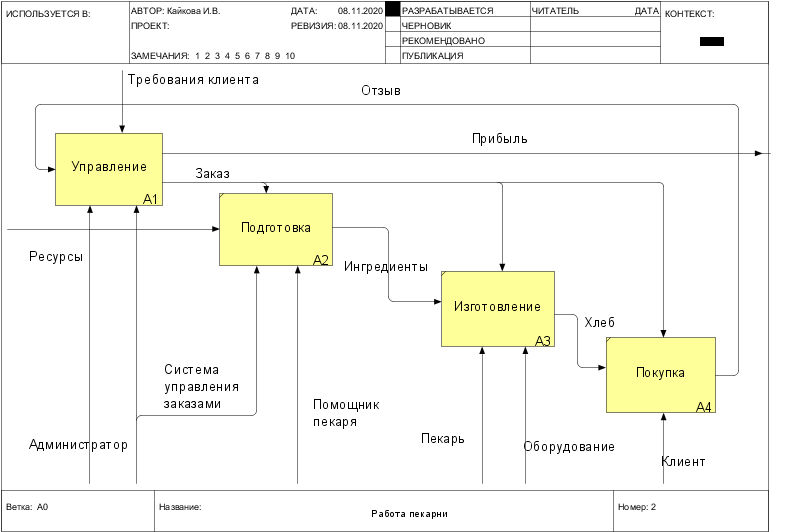 ИСПОЛЬЗУЕТСЯ В:
АВТОР: Кайкова И.В.
ДАТА: 08.11.2020
РАЗРАБАТЫВАЕТСЯ
ЧИТАТЕЛЬ
ДАТА
КОНТЕКСТ:
ПРОЕКТ:
РЕВИЗИЯ: 08.11.2020
ЧЕРНОВИК
РЕКОМЕНДОВАНО
ЗАМЕЧАНИЯ: 1 2 3 4 5 6 7 8 9 10
ПУБЛИКАЦИЯ
Требования клиента
Отзыв
Прибыль
Управление
A1
Заказ
Подготовка
A2
Ресурсы
Ингредиенты
Изготовление
A3
Хлеб
Покупка
A4
Система
управления
заказами
Помощник
пекаря
Администратор
Пекарь
Оборудование
Клиент
Ветка: A0
Название:
Работа пекарни
Номер: 2